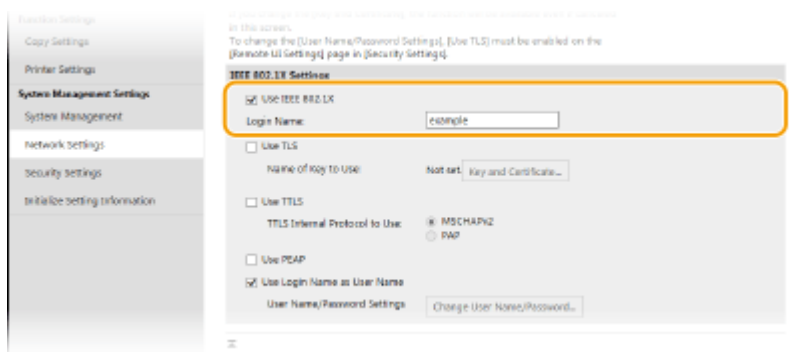 Function Settings
Copy Settings
Printer Settings
System Management Settings
System Management
Network Settings
Security Settings
Initialize Setting Information
in this screen.
To change the [User Name/Password Settings], [Use TLS] must be enabled on the
[Remote UI Settings] page in [Security Settings].
IEEE 802.1X Settings
Use IEEE 802.1X
Login Name: example
Use TLS
Name of Key to Use: Not set. Key and Certificate...
Use TTLS
TTLS Internal Protocol to Use: MSCHAPv2
PAP
Use PEAP
Use Login Name as User Name
User Name/Password Settings Change User Name/Password...